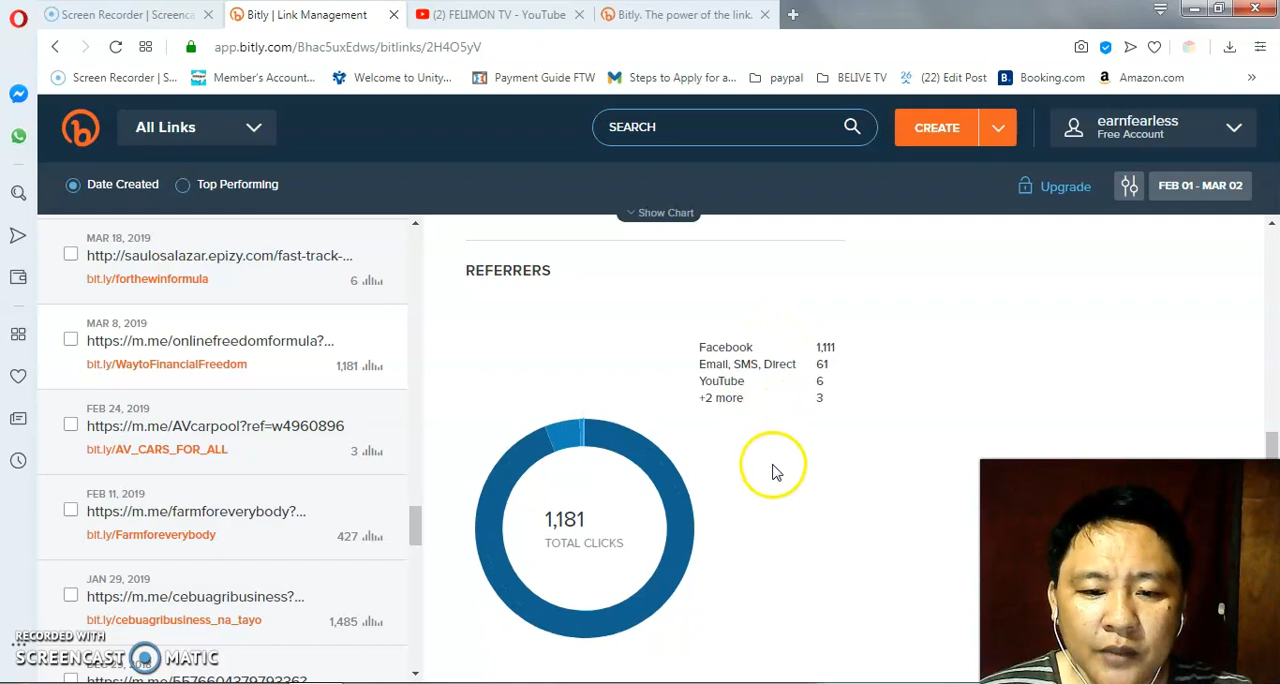 Screen Recorder | Screenca
Bitly | Link Management
(2) FELIMON TV - YouTube
Bitly. The power of the link.
app.bitly.com/Bhac5uxEdws/bitlinks/2H4O5yV
Screen Recorder | S...
Member's Account...
Welcome to Unity...
Payment Guide FTW
Steps to Apply for a...
paypal
BELIVE TV
(22) Edit Post
Booking.com
Amazon.com
All Links
SEARCH
CREATE
earnfearless
Free Account
Date Created
Top Performing
Upgrade
FEB 01 - MAR 02
Show Chart
MAR 18, 2019
http://saulosalazar.epizy.com/fast-track-...
bit.ly/forthewinformula
6
MAR 8, 2019
https://m.me/onlinefreedomformula?...
bit.ly/WaytoFinancialFreedom
1,181
FEB 24, 2019
https://m.me/AVcarpool?ref=w4960896
bit.ly/AV_CARS_FOR_ALL
3
FEB 11, 2019
https://m.me/farmforeverybody?...
bit.ly/Farmforeverybody
427
JAN 29, 2019
https://m.me/cebuagribusiness?...
bit.ly/cebuagribusiness_na_tayo
1,485
REFERRERS
Facebook 1,111
Email, SMS, Direct 61
YouTube 6
+2 more 3
1,181
TOTAL CLICKS
RECORDED WITH
SCREENCAST MATIC